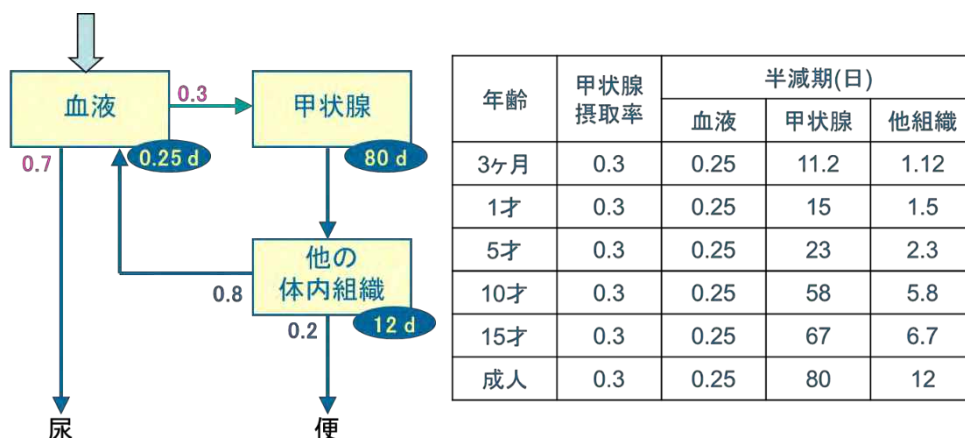 血液
0.3
甲状腺
0.7
0.25 d
80 d
他の
体内組織
0.8
12 d
0.2
尿
便
年齢 甲状腺 摂取率 半減期(日)
血液 甲状腺 他組織
3ヶ月 0.3 0.25 11.2 1.12
1才 0.3 0.25 15 1.5
5才 0.3 0.25 23 2.3
10才 0.3 0.25 58 5.8
15才 0.3 0.25 67 6.7
成人 0.3 0.25 80 12